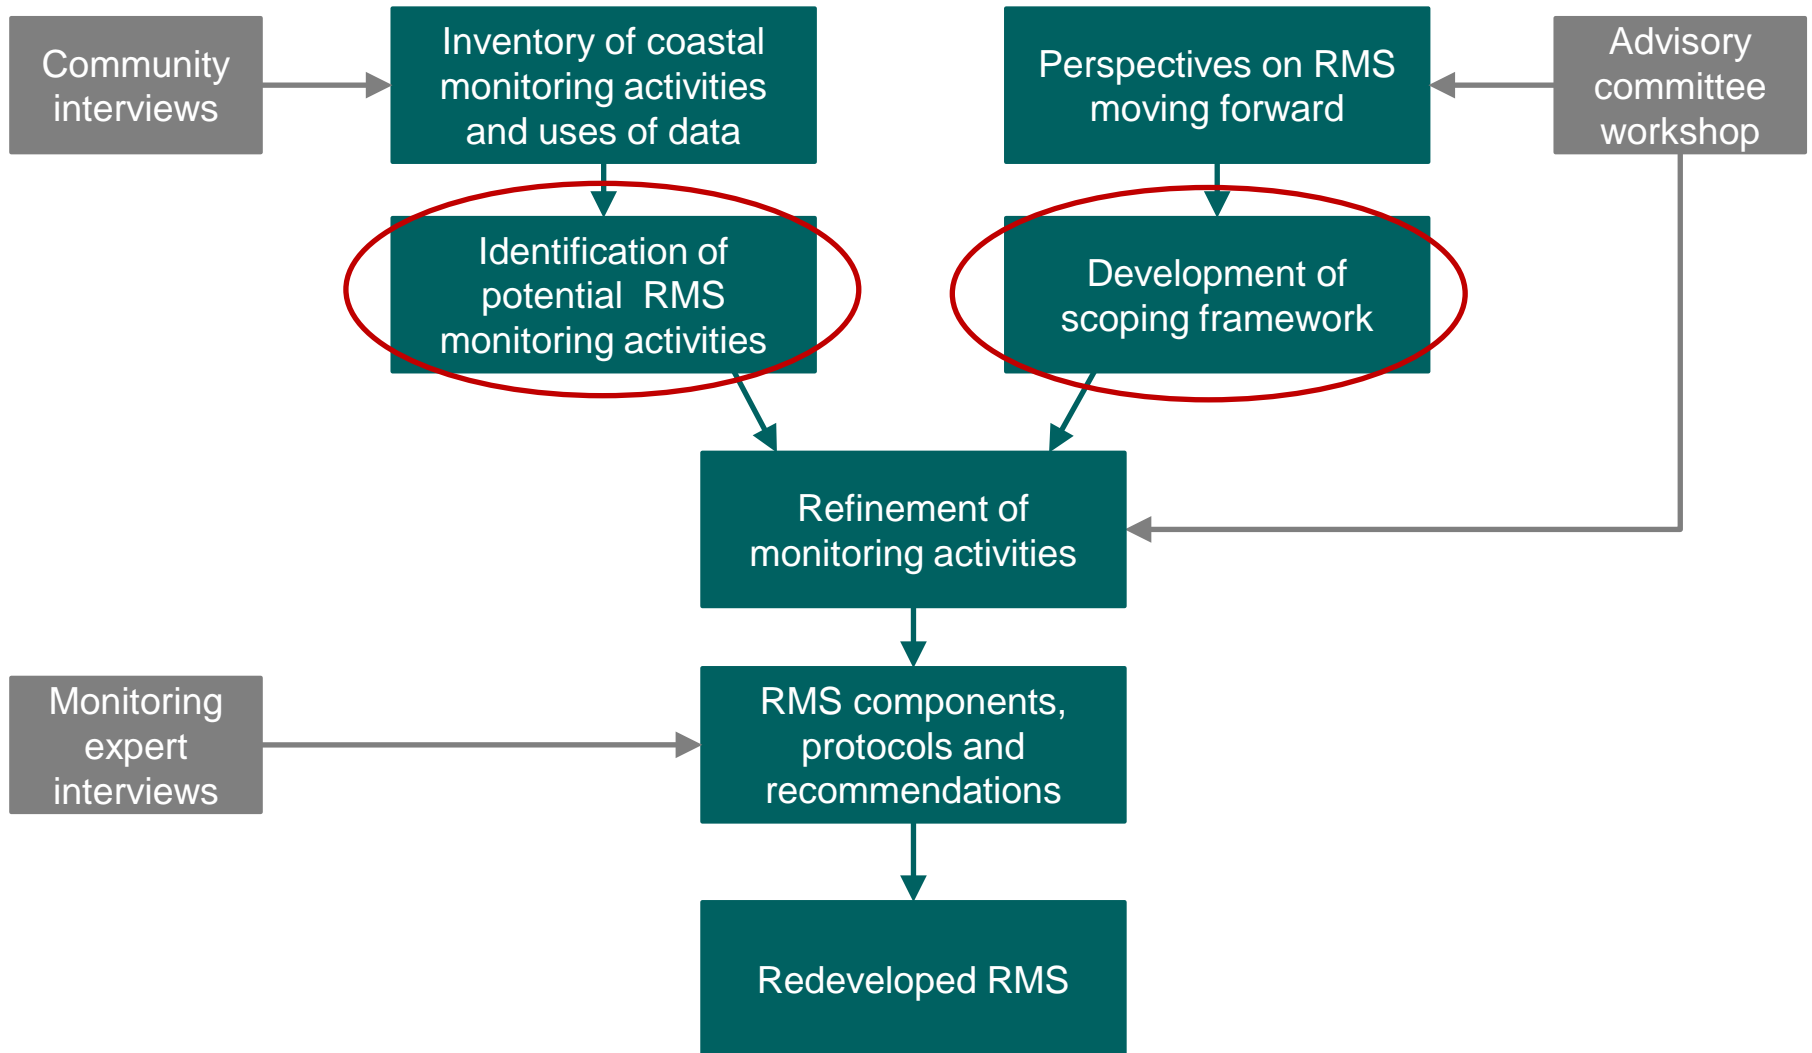 Community
interviews
Inventory of coastal
monitoring activities
and uses of data
Perspectives on RMS
moving forward
Advisory
committee
workshop
Identification of
potential  RMS
monitoring activities
Development of
scoping framework
Refinement of
monitoring activities
Monitoring
expert
interviews
RMS components,
protocols and
recommendations
Redeveloped RMS